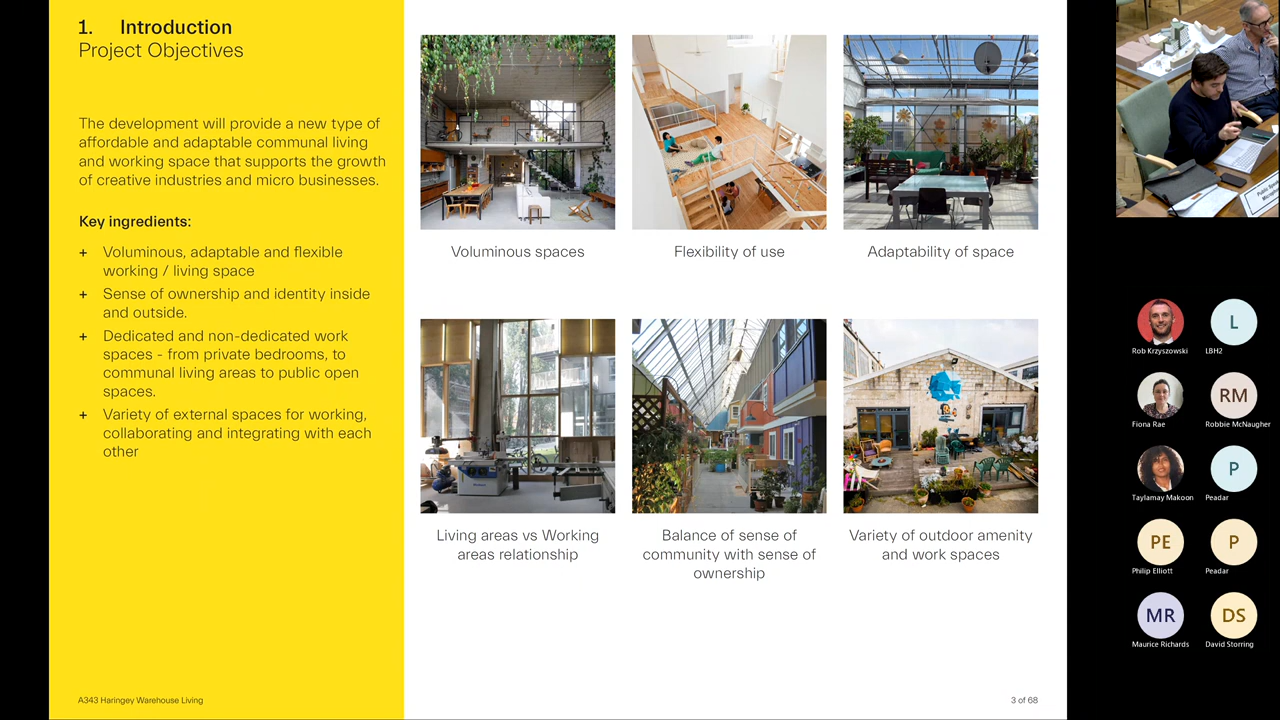 1. Introduction
Project Objectives
The development will provide a new type of
affordable and adaptable communal living
and working space that supports the growth
of creative industries and micro businesses.
Key ingredients:
+ Voluminous, adaptable and flexible
working / living space
+ Sense of ownership and identity inside
and outside.
+ Dedicated and non-dedicated work
spaces - from private bedrooms, to
communal living areas to public open
spaces.
+ Variety of external spaces for working,
collaborating and integrating with each
other
A343 Haringey Warehouse Living
Voluminous spaces
Flexibility of use
Adaptability of space
Living areas vs Working
areas relationship
Balance of sense of
community with sense of
ownership
Variety of outdoor amenity
and work spaces
3 of 68
Rob Krzyszowski
L
LBH2
Fiona Rae
RM
Robbie McNaugher
Taylamay Makoon
P
Peadar
PE
Philip Elliott
P
Peadar
MR
Maurice Richards
DS
David Storring